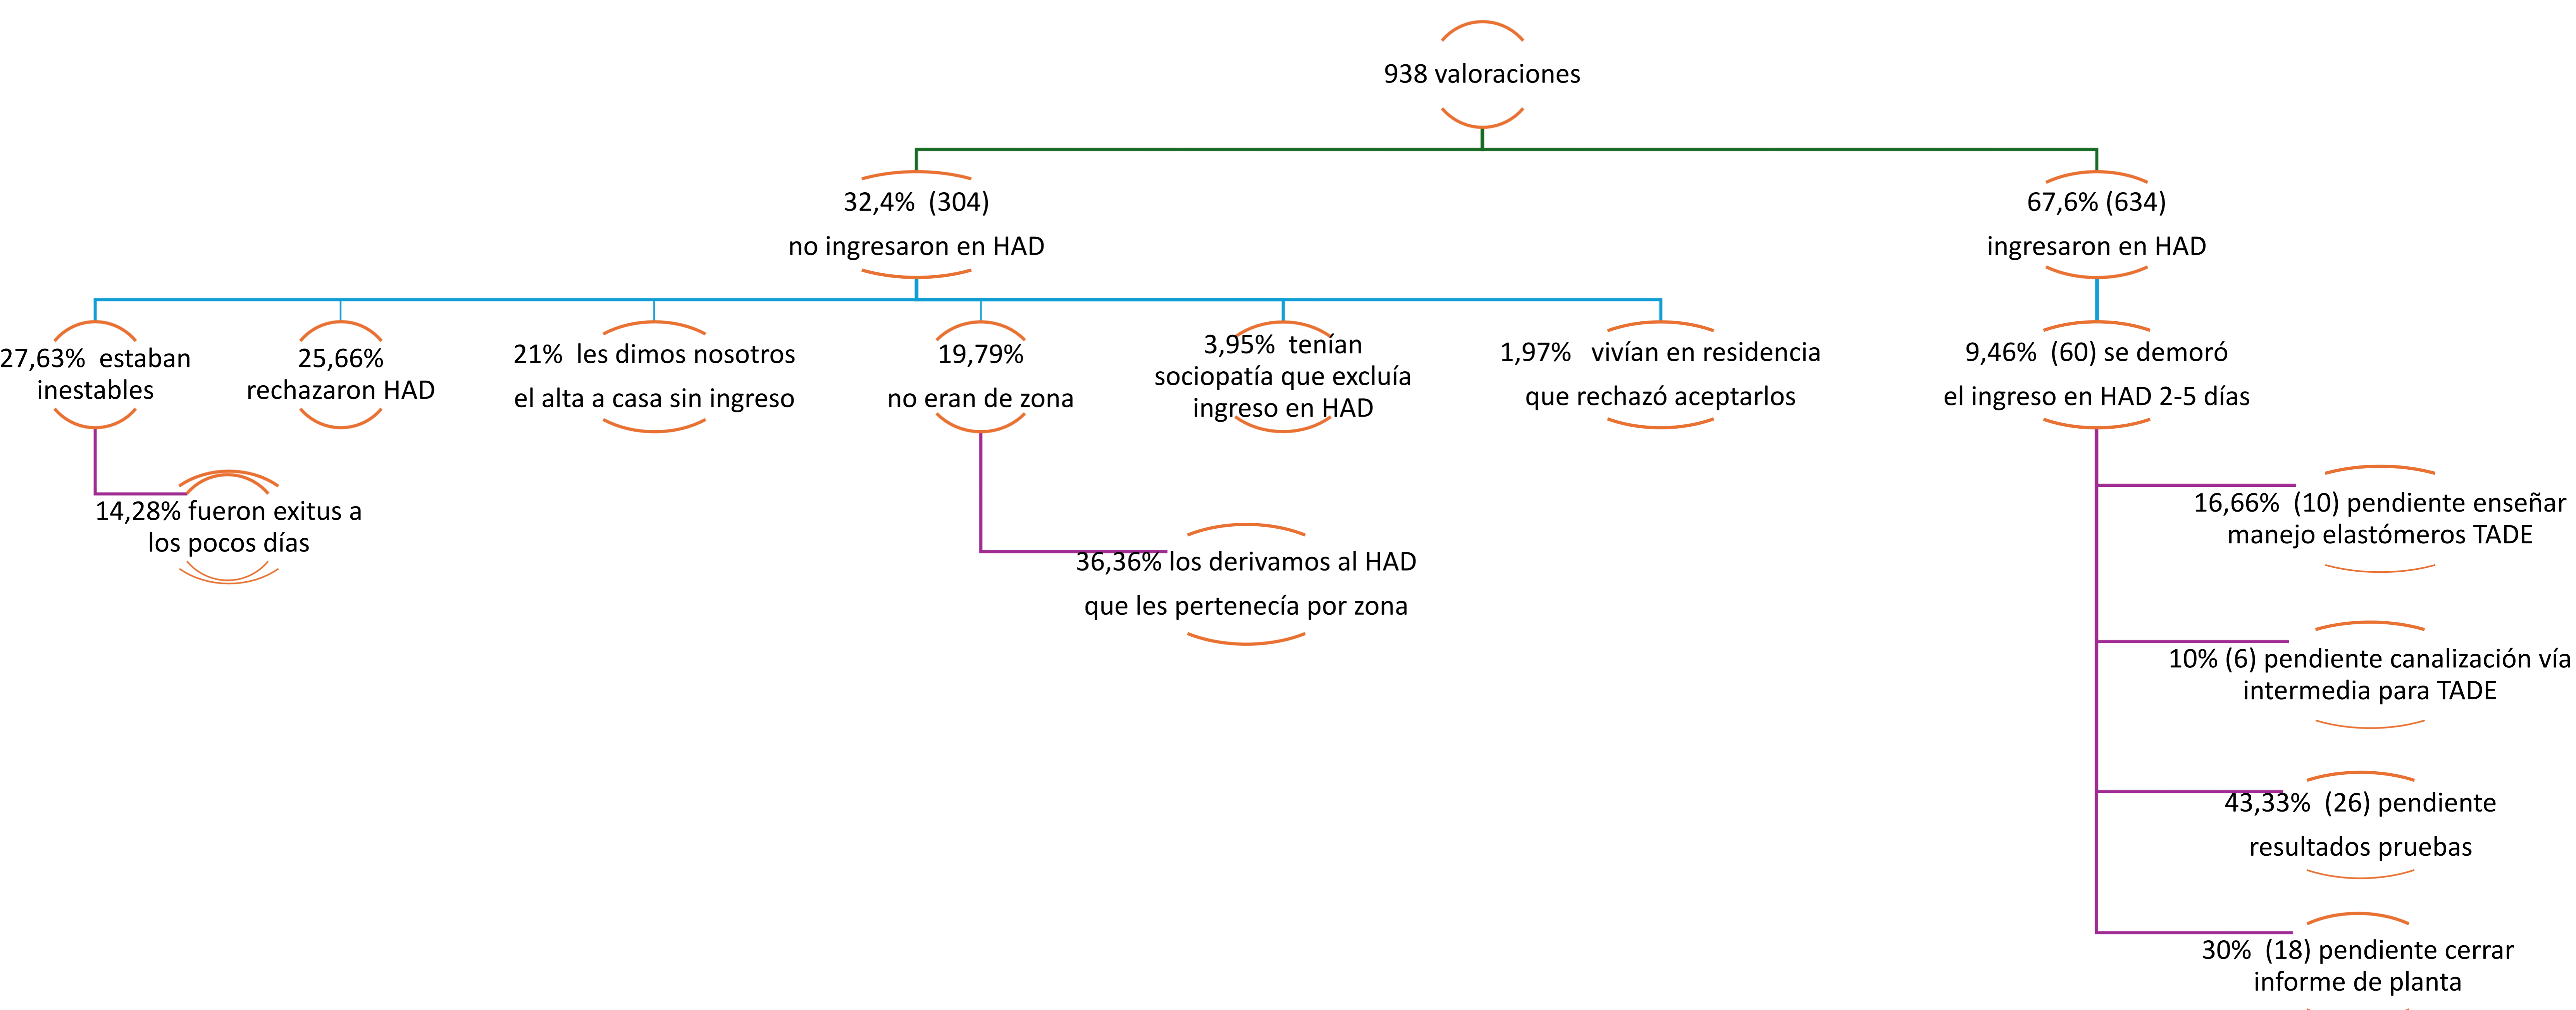 938 valoraciones
32,4% (304)
no ingresaron en HAD
67,6% (634)
ingresaron en HAD
27,63% estaban
inestables
25,66%
rechazaron HAD
21% les dimos nosotros
el alta a casa sin ingreso
19,79%
no eran de zona
3,95% tenían
sociopatía que excluía
ingreso en HAD
1,97% vivían en residencia
que rechazó aceptarlos
9,46% (60) se demoró
el ingreso en HAD 2-5 días
14,28% fueron exitus a
los pocos días
36,36% los derivamos al HAD
que les pertenecía por zona
16,66% (10) pendiente enseñar
manejo elastómeros TADE
10% (6) pendiente canalización vía
intermedia para TADE
43,33% (26) pendiente
resultados pruebas
30% (18) pendiente cerrar
informe de planta